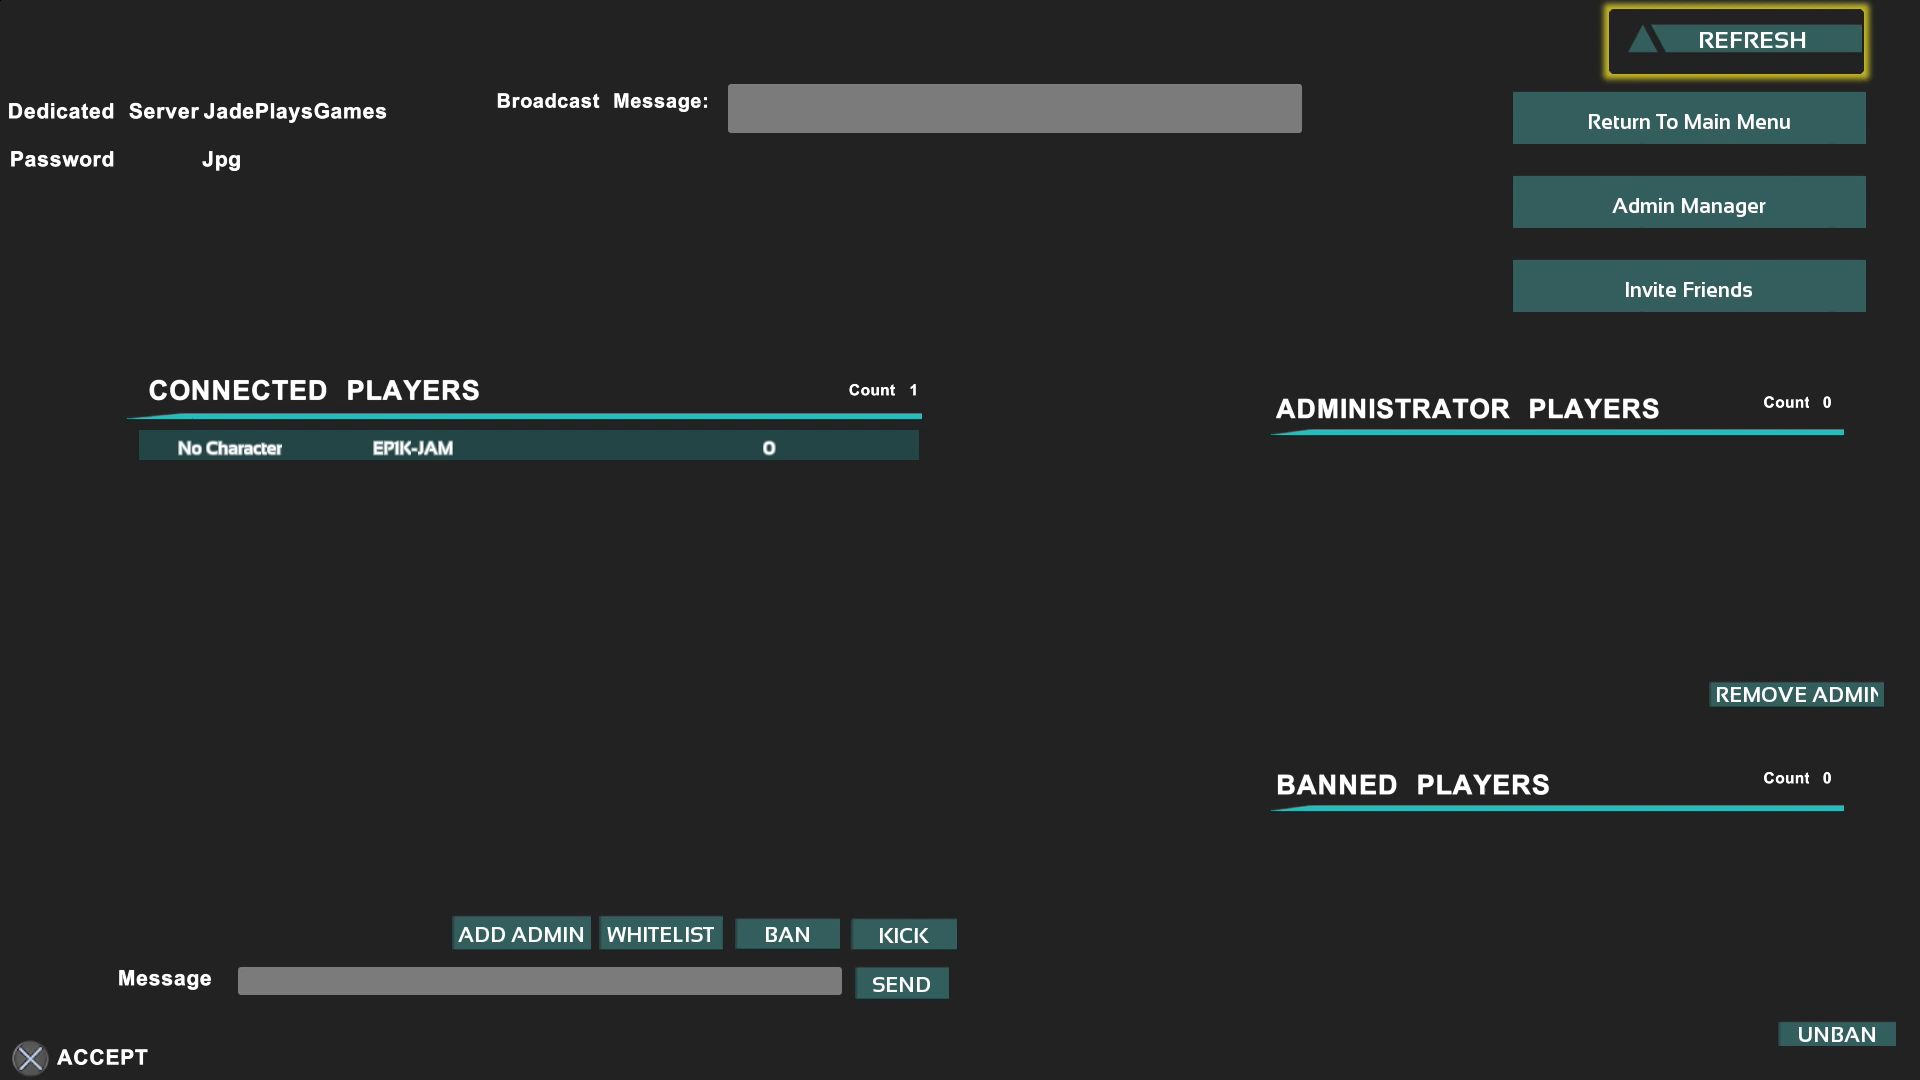 REFRESH
Dedicated Server JadePlaysGames
Broadcast Message:
Return To Main Menu
Password Jpg
Admin Manager
Invite Friends
CONNECTED PLAYERS Count 1
ADMINISTRATOR PLAYERS Count 0
No Character EP1K-JAM 0
REMOVE ADMIN
BANNED PLAYERS Count 0
ADD ADMIN WHITELIST BAN KICK
Message SEND
UNBAN
ACCEPT